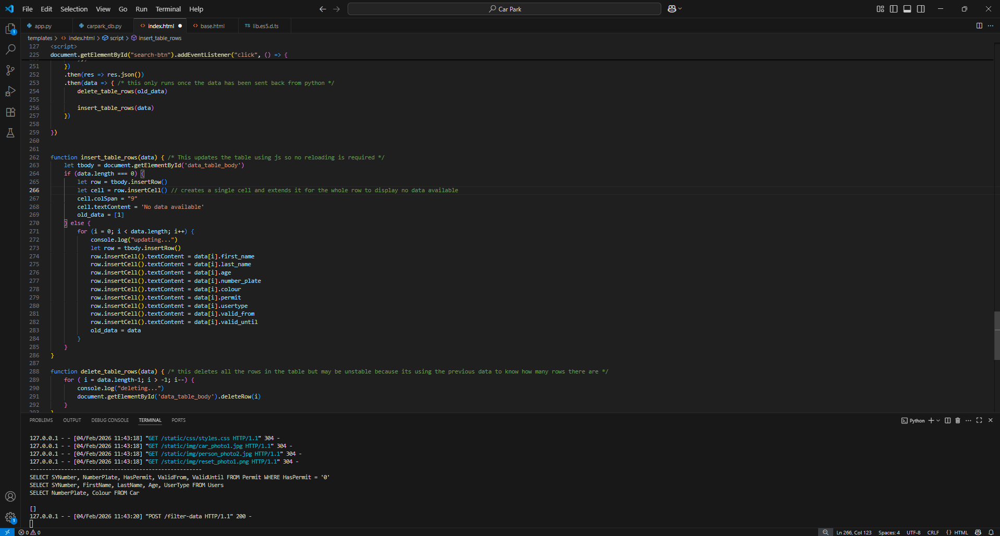 File Edit Selection View Go Run Terminal Help
Car Park
app.py carpark_db.py index.html base.html TS lib.es5.d.ts
templates > index.html > script > insert_table_rows
127 <script>
225 document.getElementById("search-btn").addEventListener("click", () => {
251 })
252 .then(res => res.json())
253 .then(data => { /* this only runs once the data has been sent back from python */
254 delete_table_rows(old_data)
255
256 insert_table_rows(data)
257 })
258
259 })
260
261
262 function insert_table_rows(data) { /* This updates the table using js so no reloading is required */
263 let tbody = document.getElementById('data_table_body')
264 if (data.length === 0) {
265 let row = tbody.insertRow()
266 let cell = row.insertCell() // creates a single cell and extends it for the whole row to display no data available
267 cell.colSpan = "9"
268 cell.textContent = 'No data available'
269 old_data = [1]
270 } else {
271 for (i = 0; i < data.length; i++) {
272 console.log("updating...")
273 let row = tbody.insertRow()
274 row.insertCell().textContent = data[i].first_name
275 row.insertCell().textContent = data[i].last_name
276 row.insertCell().textContent = data[i].age
277 row.insertCell().textContent = data[i].number_plate
278 row.insertCell().textContent = data[i].colour
279 row.insertCell().textContent = data[i].permit
280 row.insertCell().textContent = data[i].usertype
281 row.insertCell().textContent = data[i].valid_from
282 row.insertCell().textContent = data[i].valid_until
283 old_data = data
284 }
285 }
286 }
287
288 function delete_table_rows(data) { /* this deletes all the rows in the table but may be unstable because its using the previous data to know how many rows there are */
289 for ( i = data.length-1; i > -1; i--) {
290 console.log("deleting...")
291 document.getElementById('data_table_body').deleteRow(i)
292 }
PROBLEMS OUTPUT DEBUG CONSOLE TERMINAL PORTS
Python
127.0.0.1 - - [04/Feb/2026 11:43:18] "GET /static/css/styles.css HTTP/1.1" 304 -
127.0.0.1 - - [04/Feb/2026 11:43:18] "GET /static/img/car_photo1.jpg HTTP/1.1" 304 -
127.0.0.1 - - [04/Feb/2026 11:43:18] "GET /static/img/person_photo2.jpg HTTP/1.1" 304 -
127.0.0.1 - - [04/Feb/2026 11:43:18] "GET /static/img/reset_photo1.png HTTP/1.1" 304 -
----------------------------------------------------
SELECT SYNumber, NumberPlate, HasPermit, ValidFrom, ValidUntil FROM Permit WHERE HasPermit = '0'
SELECT SYNumber, FirstName, LastName, Age, UserType FROM Users
SELECT NumberPlate, Colour FROM Car
[]
127.0.0.1 - - [04/Feb/2026 11:43:20] "POST /filter-data HTTP/1.1" 200 -
0 0 Ln 266, Col 123 Spaces: 4 UTF-8 CRLF {} HTML